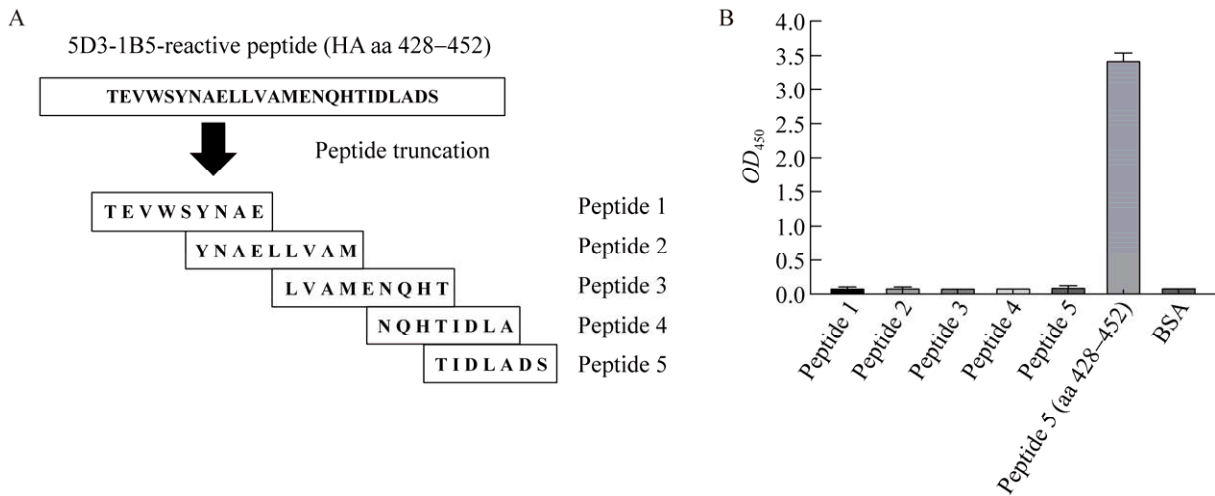 A
5D3-1B5-reactive peptide (HA aa 428–452)
TEVWSYNAELLVAMENQHTIDLADS
Peptide truncation
TEVWSYNAE Peptide 1
YNAELLVAM Peptide 2
LVAMENQHT Peptide 3
NQHTIDLA Peptide 4
TIDLADS Peptide 5
B
OD450
4.0
3.5
3.0
2.5
2.0
1.5
1.0
0.5
0.0
Peptide 1
Peptide 2
Peptide 3
Peptide 4
Peptide 5
Peptide 5 (aa 428–452)
BSA